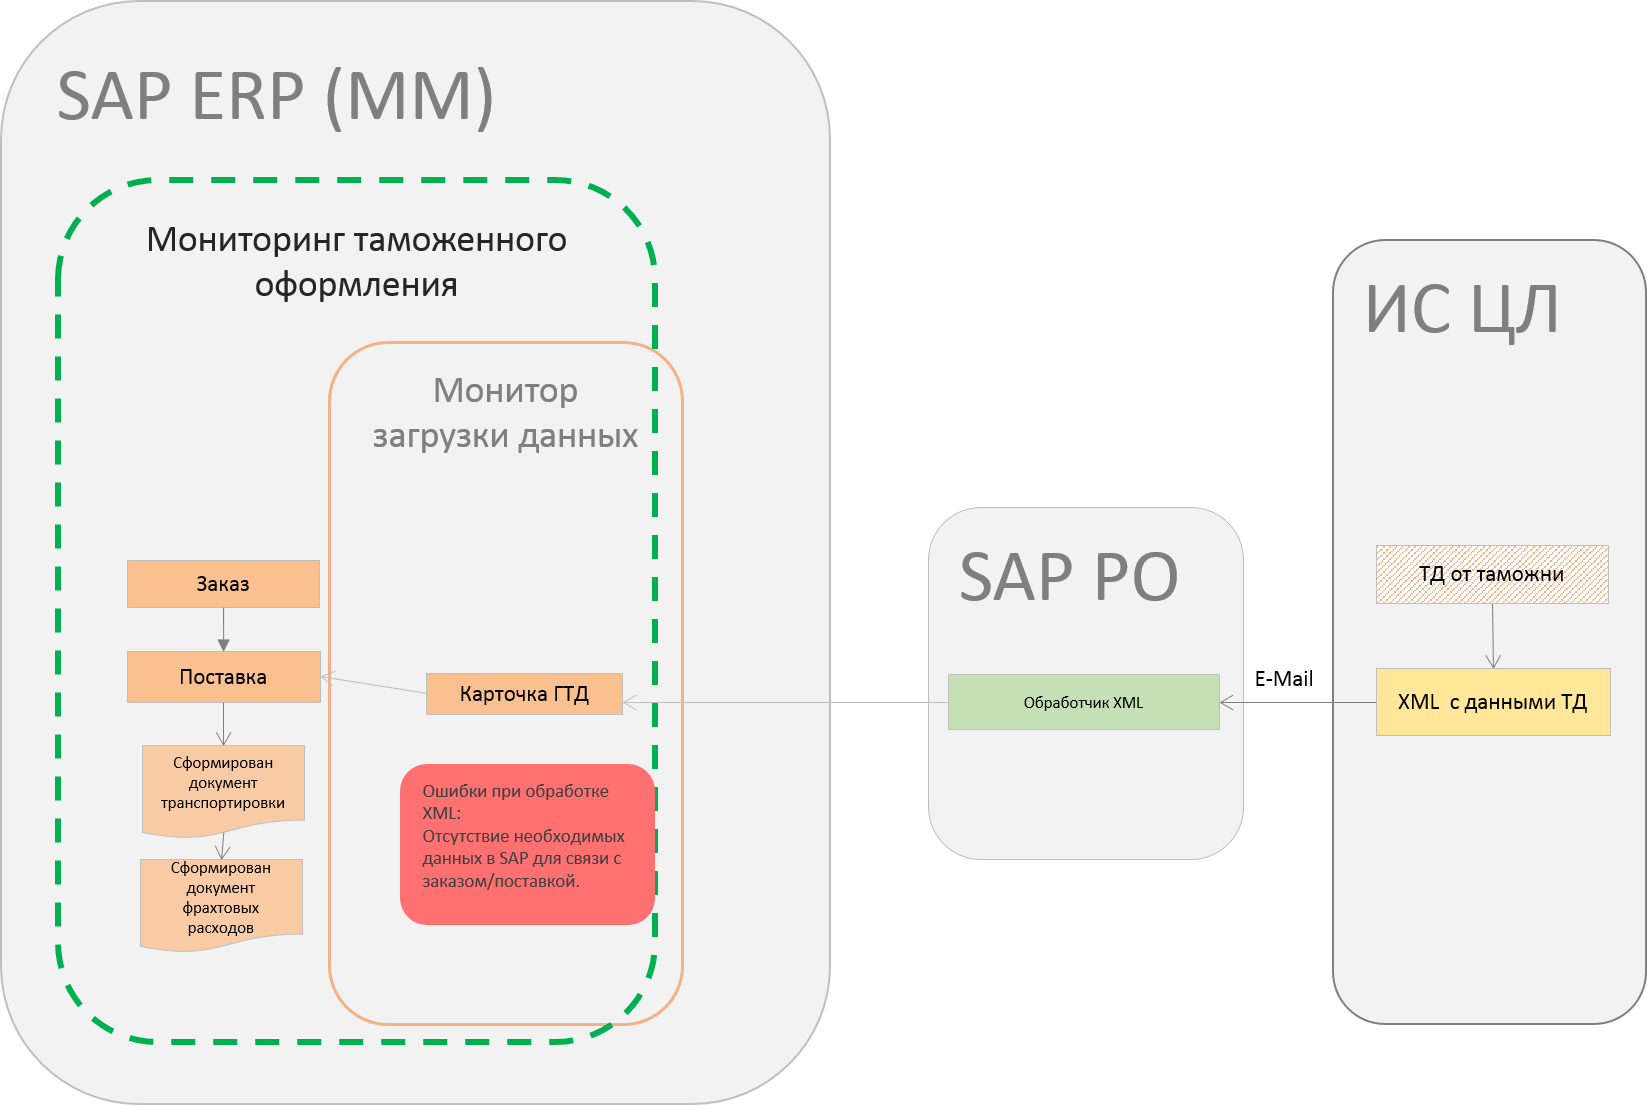 SAP ERP (MM)
Мониторинг таможенного
оформления
Монитор
загрузки данных
Заказ
Поставка
Сформирован
документ
транспортировки
Сформирован
документ
фрахтовых
расходов
Карточка ГТД
Ошибки при обработке
XML:
Отсутствие необходимых
данных в SAP для связи с
заказом/поставкой.
SAP PO
Обработчик XML
E-Mail
ИС ЦЛ
ТД от таможни
XML с данными ТД